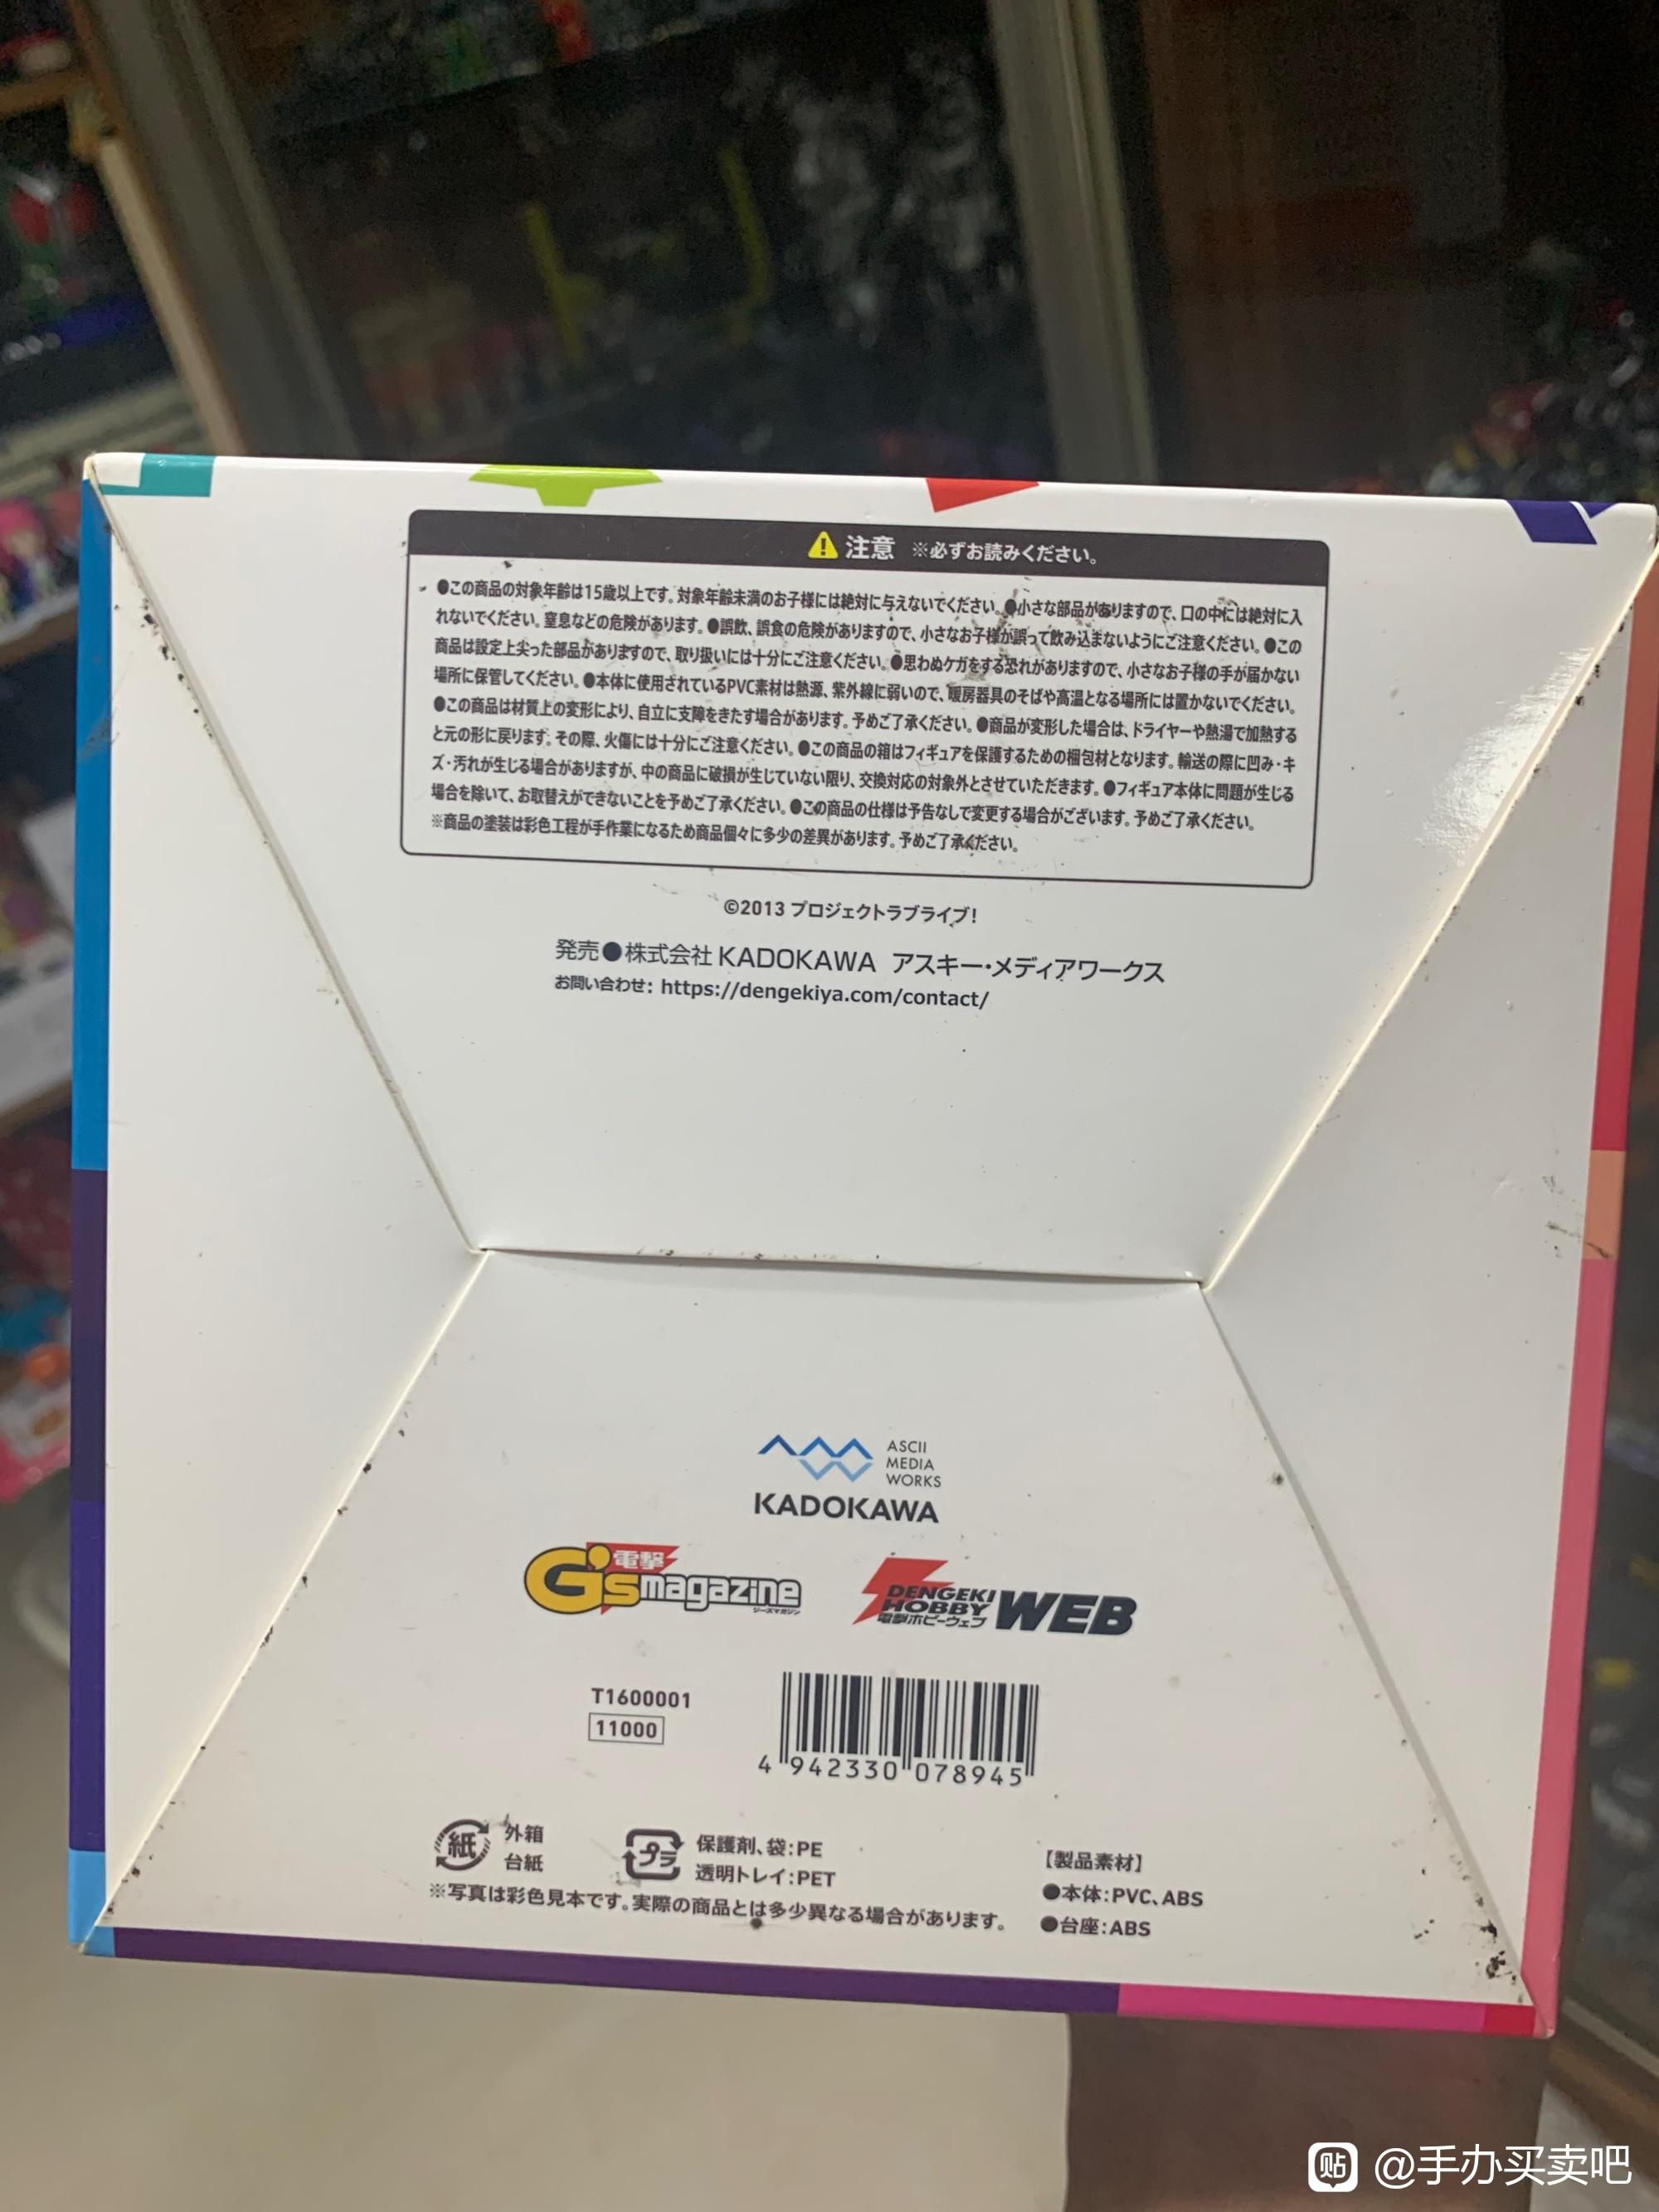 注意 ※必ずお読みください。
●この商品の対象年齢は15歳以上です。対象年齢未満のお子様には絶対に与えないでください。●小さな部品がありますので、口の中には絶対に入
れないでください。窒息などの危険があります。●誤飲、誤食の危険がありますので、小さなお子様が誤って飲み込まないようにご注意ください。●この
商品は設定上尖った部品がありますので、取り扱いには十分にご注意ください。●思わぬケガをする恐れがありますので、小さなお子様の手が届かない
場所に保管してください。●本体に使用されているPVC素材は熱源、紫外線に弱いので、暖房器具のそばや高温となる場所には置かないでください。
●この商品は材質上の変形により、自立に支障をきたす場合があります。予めご了承ください。●商品が変形した場合は、ドライヤーや熱湯で加熱する
と元の形に戻ります。その際、火傷には十分にご注意ください。●この商品の箱はフィギュアを保護するための梱包材となります。輸送の際に凹み・キ
ズ・汚れが生じる場合がありますが、中の商品に破損が生じていない限り、交換対応の対象外とさせていただきます。●フィギュア本体に問題が生じる
場合を除いて、お取替えができないことを予めご了承ください。●この商品の仕様は予告なしで変更する場合がございます。予めご了承ください。
※商品の塗装は彩色工程が手作業になるため商品個々に多少の差異があります。予めご了承ください。
©2013 プロジェクトラブライブ!
発売●株式会社 KADOKAWA アスキー・メディアワークス
お問い合わせ: https://dengekiya.com/contact/
ASCII
MEDIA
WORKS
KADOKAWA
電撃
G's magazine
ジーズマガジン
DENGEKI
HOBBY WEB
電撃ホビーウェブ
T1600001
11000
4 942330 078945
紙 外箱
台紙
プラ 保護剤、袋:PE
透明トレイ:PET
※写真は彩色見本です。実際の商品とは多少異なる場合があります。
【製品素材】
●本体:PVC、ABS
●台座:ABS
贴 @手办买卖吧